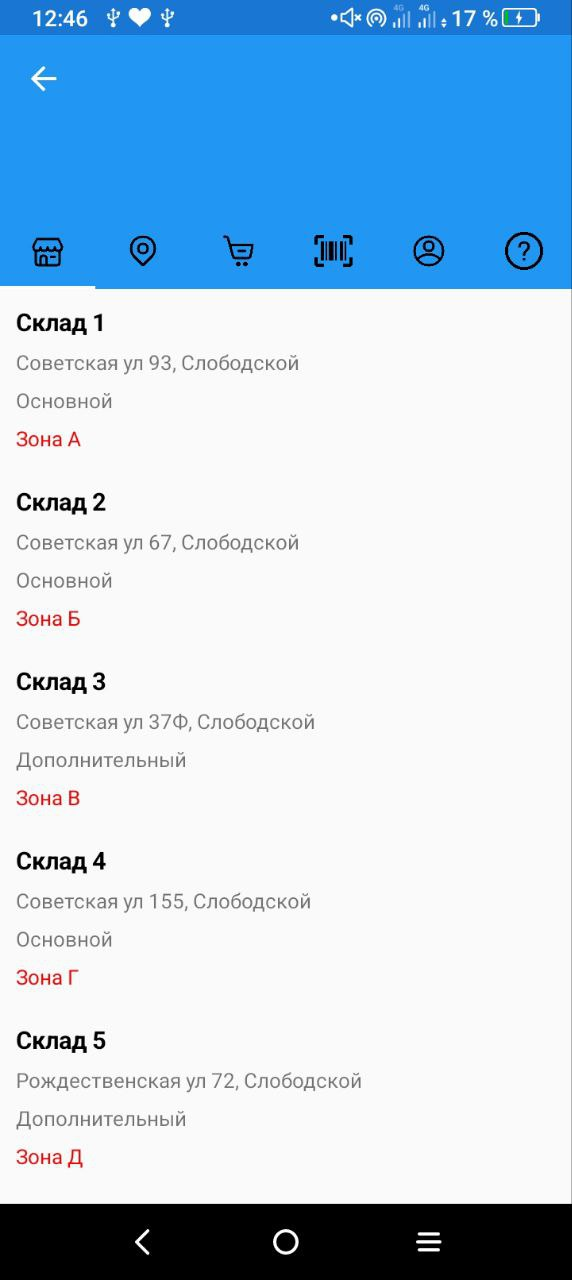 12:46
4G
4G
17 %
?
Склад 1
Советская ул 93, Слободской
Основной
Зона А
Склад 2
Советская ул 67, Слободской
Основной
Зона Б
Склад 3
Советская ул 37Ф, Слободской
Дополнительный
Зона В
Склад 4
Советская ул 155, Слободской
Основной
Зона Г
Склад 5
Рождественская ул 72, Слободской
Дополнительный
Зона Д